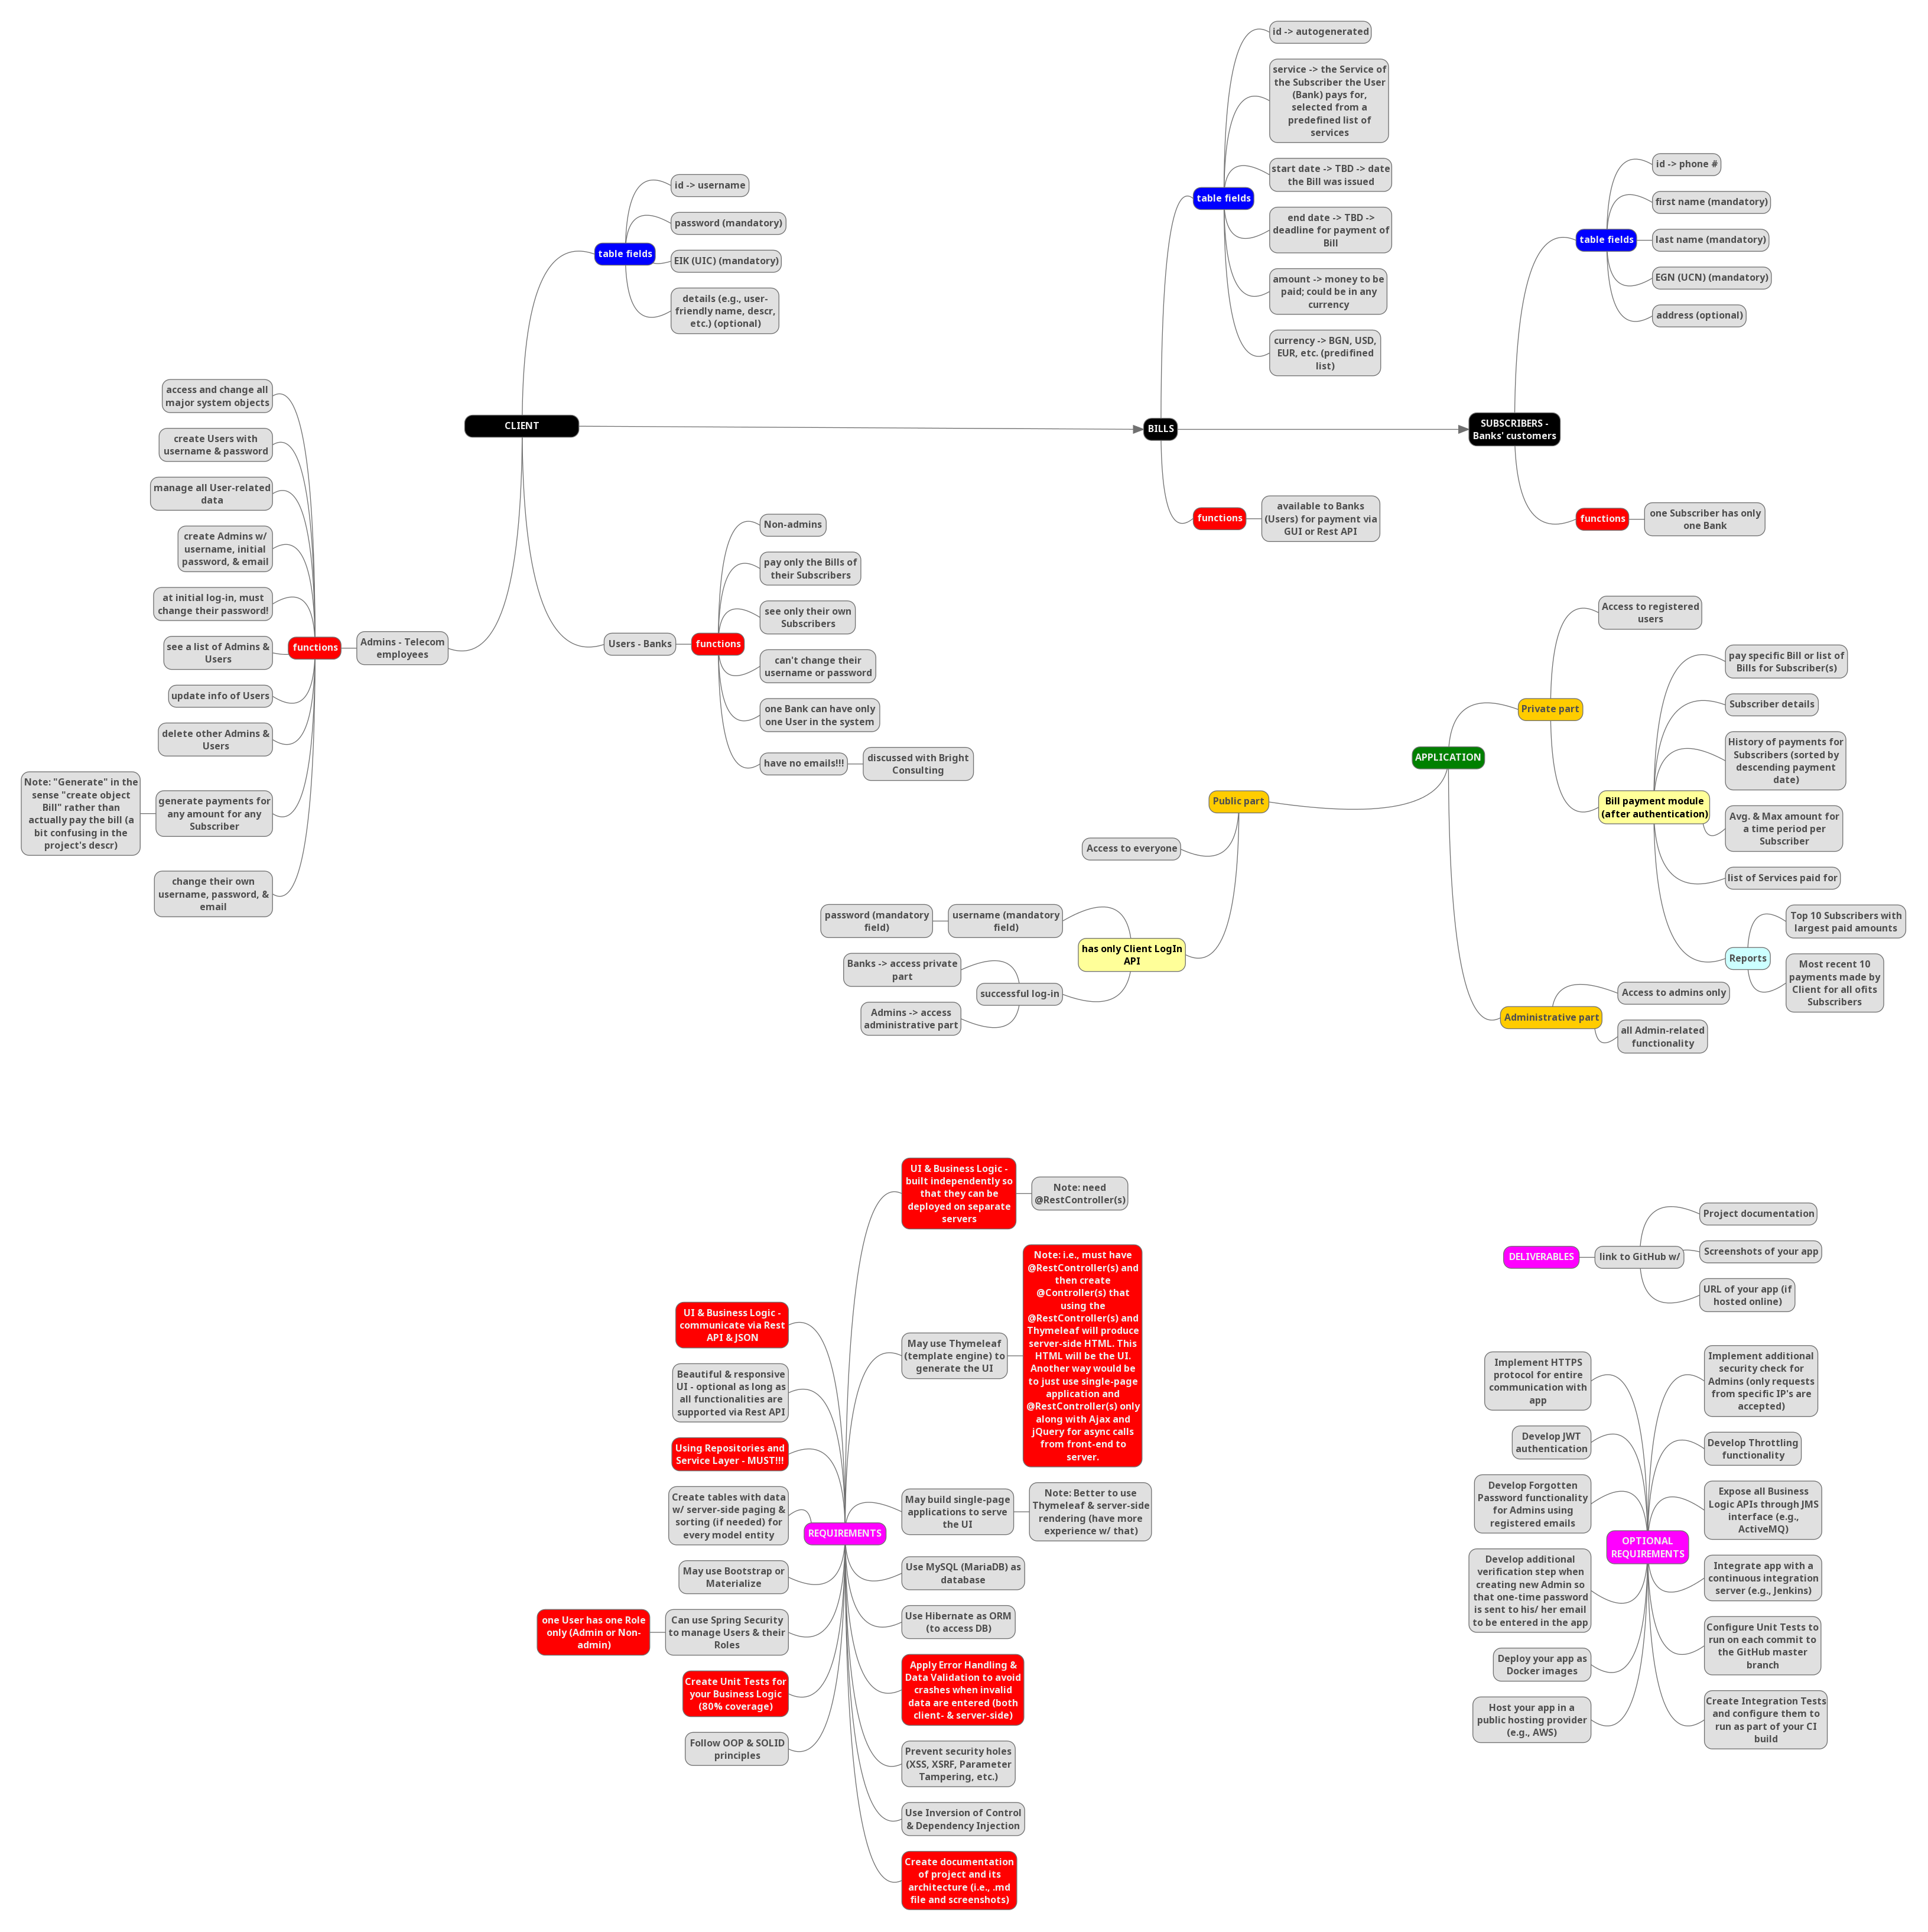 id -> autogenerated
service -> the Service of
the Subscriber the User
(Bank) pays for,
selected from a
predefined list of
services
start date -> TBD -> date
the Bill was issued
table fields
end date -> TBD ->
deadline for payment of
Bill
amount -> money to be
paid; could be in any
currency
currency -> BGN, USD,
EUR, etc. (predifined
list)
id -> phone #
first name (mandatory)
table fields
last name (mandatory)
EGN (UCN) (mandatory)
address (optional)
id -> username
password (mandatory)
table fields
EIK (UIC) (mandatory)
details (e.g., user-
friendly name, descr,
etc.) (optional)
CLIENT
BILLS
SUBSCRIBERS -
Banks' customers
functions
available to Banks
(Users) for payment via
GUI or Rest API
functions
one Subscriber has only
one Bank
access and change all
major system objects
create Users with
username & password
manage all User-related
data
create Admins w/
username, initial
password, & email
at initial log-in, must
change their password!
see a list of Admins &
Users
functions
Admins - Telecom
employees
update info of Users
delete other Admins &
Users
Note: "Generate" in the
sense "create object
Bill" rather than
actually pay the bill (a
bit confusing in the
project's descr)
generate payments for
any amount for any
Subscriber
change their own
username, password, &
email
Non-admins
pay only the Bills of
their Subscribers
see only their own
Subscribers
Users - Banks
functions
can't change their
username or password
one Bank can have only
one User in the system
have no emails!!!
discussed with Bright
Consulting
Access to registered
users
Private part
pay specific Bill or list of
Bills for Subscriber(s)
Subscriber details
History of payments for
Subscribers (sorted by
descending payment
date)
Bill payment module
(after authentication)
Avg. & Max amount for
a time period per
Subscriber
list of Services paid for
Top 10 Subscribers with
largest paid amounts
Reports
Most recent 10
payments made by
Client for all ofits
Subscribers
APPLICATION
Public part
Access to everyone
password (mandatory
field)
username (mandatory
field)
has only Client LogIn
API
Banks -> access private
part
successful log-in
Admins -> access
administrative part
Access to admins only
Administrative part
all Admin-related
functionality
UI & Business Logic -
built independently so
that they can be
deployed on separate
servers
Note: need
@RestController(s)
UI & Business Logic -
communicate via Rest
API & JSON
May use Thymeleaf
(template engine) to
generate the UI
Note: i.e., must have
@RestController(s) and
then create
@Controller(s) that
using the
@RestController(s) and
Thymeleaf will produce
server-side HTML. This
HTML will be the UI.
Another way would be
to just use single-page
application and
@RestController(s) only
along with Ajax and
jQuery for async calls
from front-end to
server.
Beautiful & responsive
UI - optional as long as
all functionalities are
supported via Rest API
Using Repositories and
Service Layer - MUST!!!
Create tables with data
w/ server-side paging &
sorting (if needed) for
every model entity
May build single-page
applications to serve
the UI
Note: Better to use
Thymeleaf & server-side
rendering (have more
experience w/ that)
REQUIREMENTS
May use Bootstrap or
Materialize
Use MySQL (MariaDB) as
database
one User has one Role
only (Admin or Non-
admin)
Can use Spring Security
to manage Users & their
Roles
Use Hibernate as ORM
(to access DB)
Create Unit Tests for
your Business Logic
(80% coverage)
Apply Error Handling &
Data Validation to avoid
crashes when invalid
data are entered (both
client- & server-side)
Follow OOP & SOLID
principles
Prevent security holes
(XSS, XSRF, Parameter
Tampering, etc.)
Use Inversion of Control
& Dependency Injection
Create documentation
of project and its
architecture (i.e., .md
file and screenshots)
Project documentation
DELIVERABLES
link to GitHub w/
Screenshots of your app
URL of your app (if
hosted online)
Implement HTTPS
protocol for entire
communication with
app
Implement additional
security check for
Admins (only requests
from specific IP's are
accepted)
Develop JWT
authentication
Develop Throttling
functionality
Develop Forgotten
Password functionality
for Admins using
registered emails
Expose all Business
Logic APIs through JMS
interface (e.g.,
ActiveMQ)
OPTIONAL
REQUIREMENTS
Develop additional
verification step when
creating new Admin so
that one-time password
is sent to his/ her email
to be entered in the app
Integrate app with a
continuous integration
server (e.g., Jenkins)
Deploy your app as
Docker images
Configure Unit Tests to
run on each commit to
the GitHub master
branch
Host your app in a
public hosting provider
(e.g., AWS)
Create Integration Tests
and configure them to
run as part of your CI
build